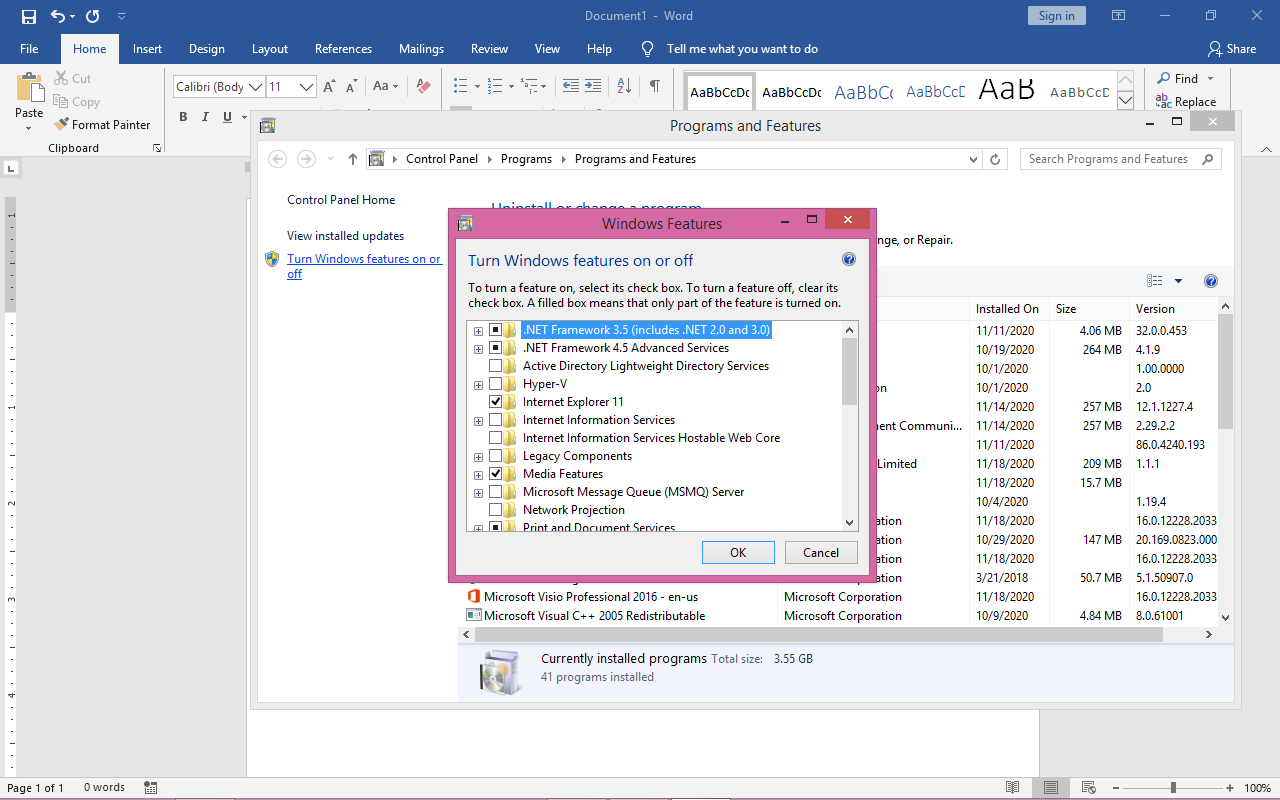 Document1 - Word
Sign in
File
Home
Insert
Design
Layout
References
Mailings
Review
View
Help
Tell me what you want to do
Share
Paste
Cut
Copy
Format Painter
Clipboard
Calibri (Body
11
Aa
B I U
AaBbCcDc
AaBbCcDc
AaBbCc
AaBbCcD
AaB
AaBbCcD
Find
Replace
Programs and Features
Control Panel
Programs
Programs and Features
Search Programs and Features
Control Panel Home
View installed updates
Turn Windows features on or
off
Uninstall or change a program
nge, or Repair.
Windows Features
Turn Windows features on or off
To turn a feature on, select its check box. To turn a feature off, clear its
check box. A filled box means that only part of the feature is turned on.
.NET Framework 3.5 (includes .NET 2.0 and 3.0)
.NET Framework 4.5 Advanced Services
Active Directory Lightweight Directory Services
Hyper-V
Internet Explorer 11
Internet Information Services
Internet Information Services Hostable Web Core
Legacy Components
Media Features
Microsoft Message Queue (MSMQ) Server
Network Projection
Print and Document Services
OK
Cancel
Installed On Size Version
11/11/2020 4.06 MB 32.0.0.453
10/19/2020 264 MB 4.1.9
10/1/2020 1.00.0000
on 10/1/2020 2.0
11/14/2020 257 MB 12.1.1227.4
ent Communi... 11/14/2020 257 MB 2.29.2.2
11/11/2020 86.0.4240.193
Limited 11/18/2020 209 MB 1.1.1
11/18/2020 15.7 MB
10/4/2020 1.19.4
ration 11/18/2020 16.0.12228.2033
ration 10/29/2020 147 MB 20.169.0823.000
ration 11/18/2020 16.0.12228.2033
ration 3/21/2018 50.7 MB 5.1.50907.0
Microsoft Visio Professional 2016 - en-us Microsoft Corporation 11/18/2020 16.0.12228.2033
Microsoft Visual C++ 2005 Redistributable Microsoft Corporation 10/9/2020 4.84 MB 8.0.61001
Currently installed programs Total size: 3.55 GB
41 programs installed
Page 1 of 1
0 words
100%